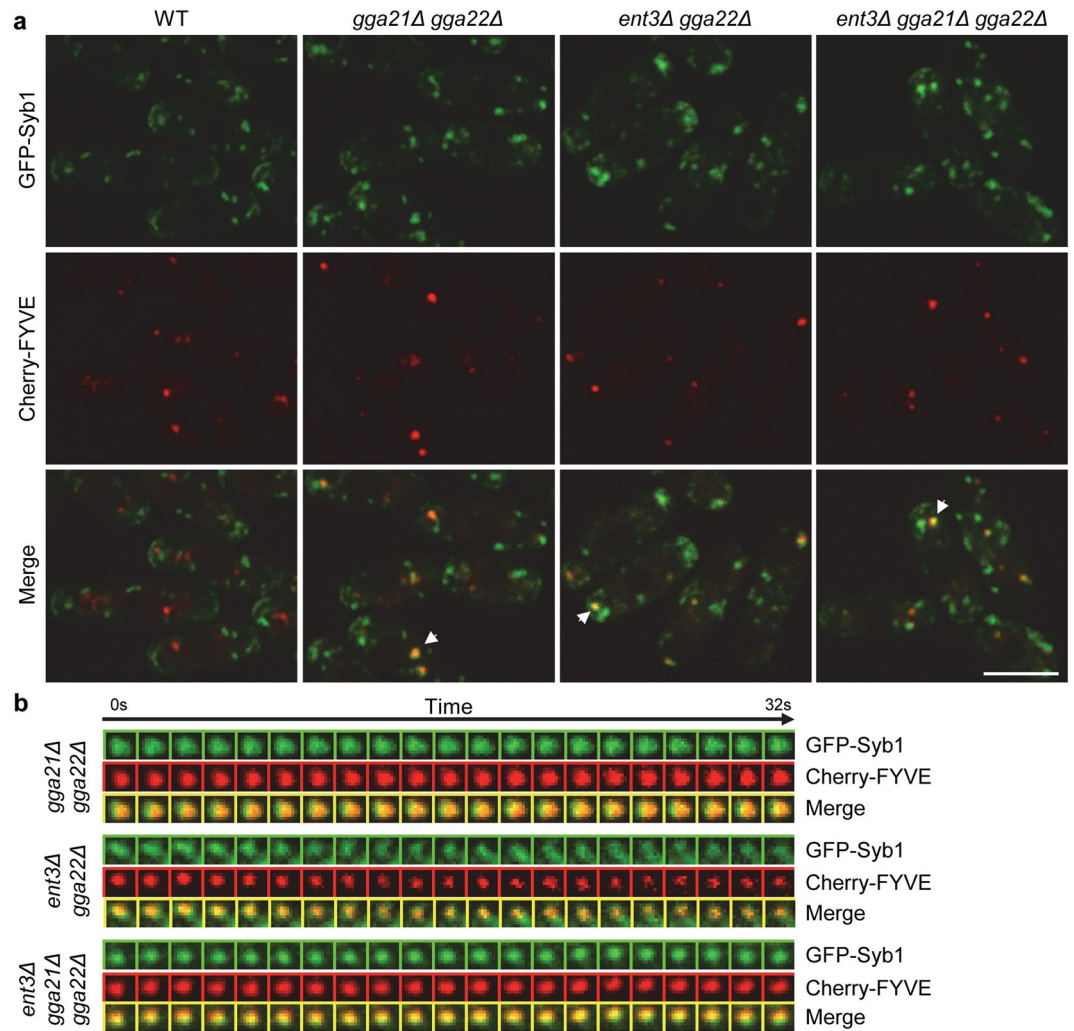 a
WT
gga21Δ gga22Δ
ent3Δ gga22Δ
ent3Δ gga21Δ gga22Δ
GFP-Syb1
Cherry-FYVE
Merge
b
0s
Time
32s
gga21Δ
gga22Δ
GFP-Syb1
Cherry-FYVE
Merge
ent3Δ
gga22Δ
GFP-Syb1
Cherry-FYVE
Merge
ent3Δ
gga21Δ
gga22Δ
GFP-Syb1
Cherry-FYVE
Merge